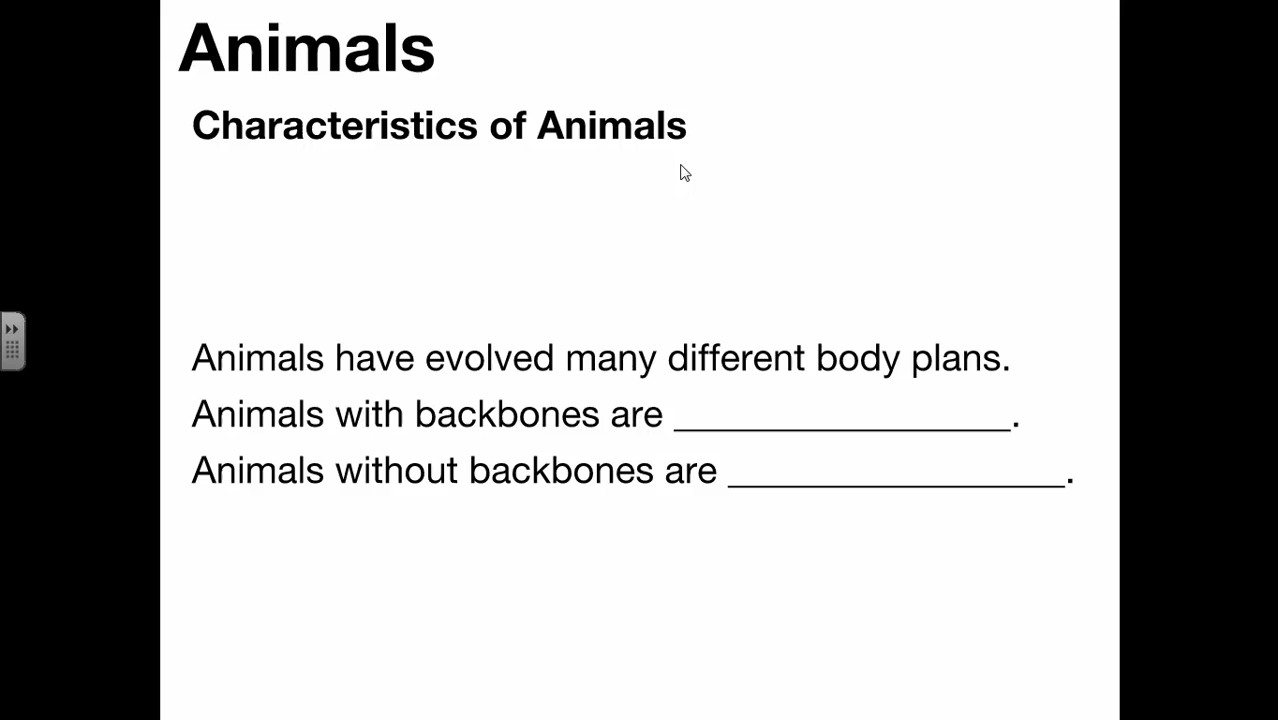 Animals
Characteristics of Animals
Animals have evolved many different body plans.
Animals with backbones are ________________.
Animals without backbones are ________________.